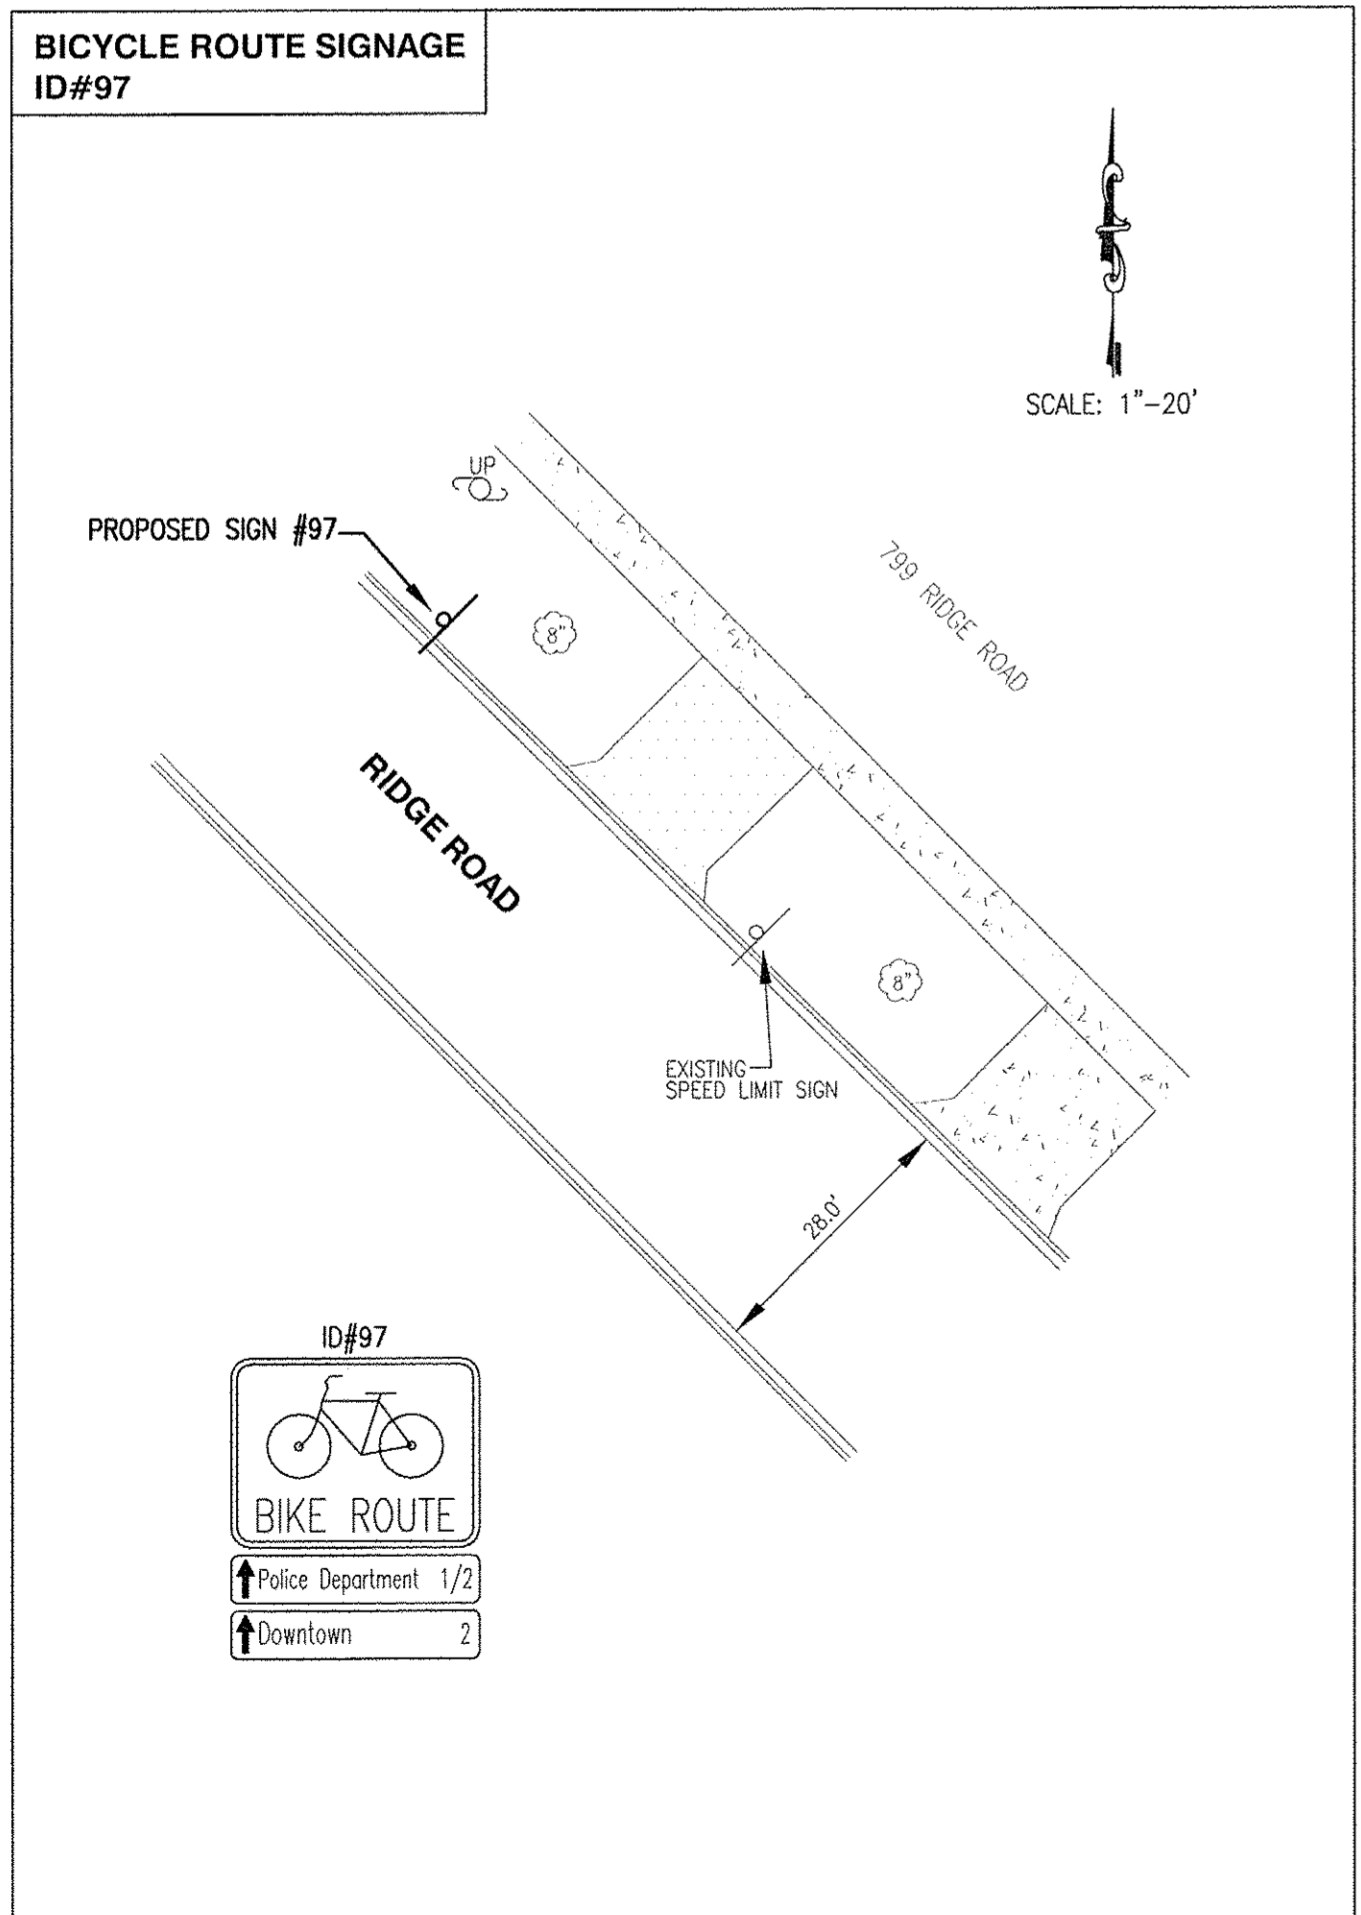 BICYCLE ROUTE SIGNAGE
ID#97
SCALE: 1"-20'
UP
PROPOSED SIGN #97
799 RIDGE ROAD
8"
RIDGE ROAD
8"
EXISTING
SPEED LIMIT SIGN
28.0'
ID#97
BIKE ROUTE
Police Department 1/2
Downtown 2